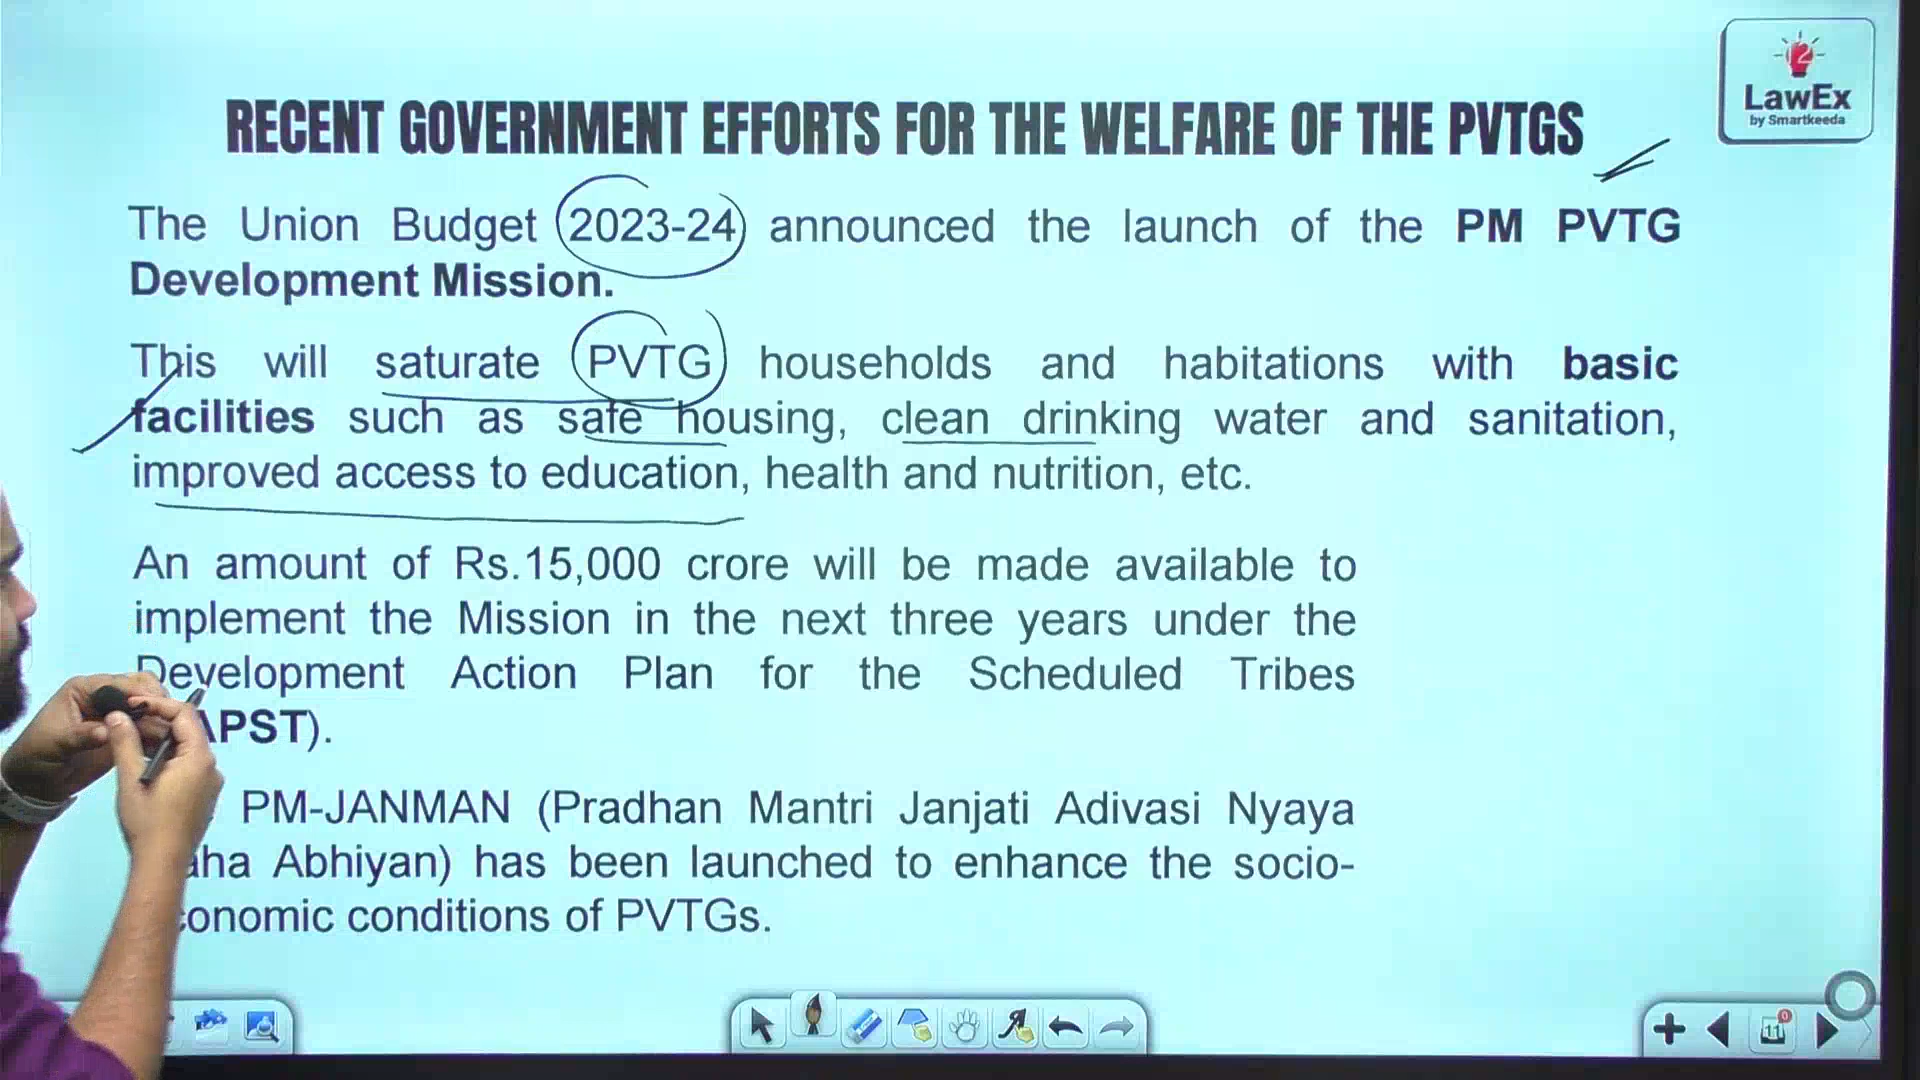 LawEx
by Smartkeeda
RECENT GOVERNMENT EFFORTS FOR THE WELFARE OF THE PVTGS
The Union Budget 2023-24 announced the launch of the PM PVTG
Development Mission.
This will saturate PVTG households and habitations with basic
facilities such as safe housing, clean drinking water and sanitation,
improved access to education, health and nutrition, etc.
An amount of Rs.15,000 crore will be made available to
implement the Mission in the next three years under the
Development Action Plan for the Scheduled Tribes
APST).
PM-JANMAN (Pradhan Mantri Janjati Adivasi Nyaya
aha Abhiyan) has been launched to enhance the socio-
conomic conditions of PVTGs.
11
0